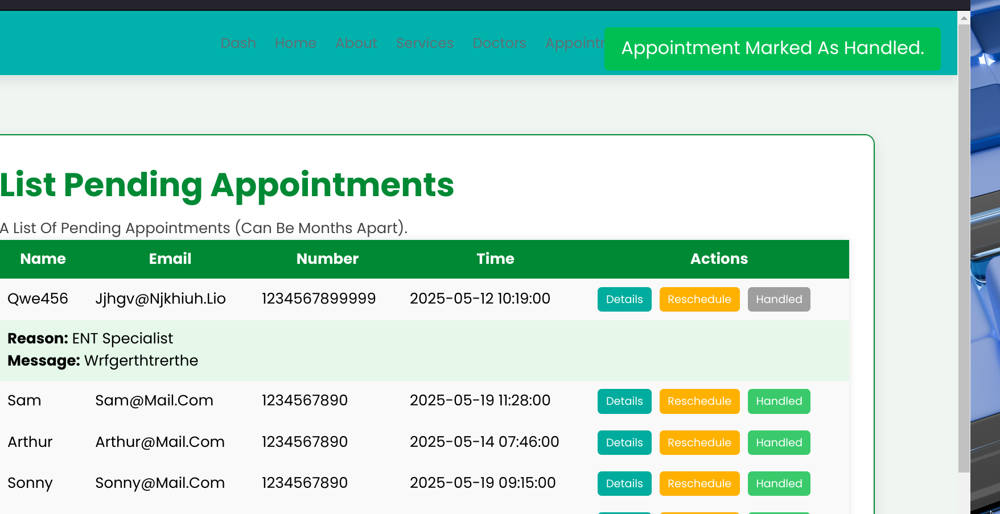 Dash Home About Services Doctors
Appointment Marked As Handled.
List Pending Appointments
A List Of Pending Appointments (Can Be Months Apart).
Name Email Number Time Actions
Qwe456 Jjhgv@Njkhiuh.Lio 1234567899999 2025-05-12 10:19:00 Details Reschedule Handled
Reason: ENT Specialist
Message: Wrfgerthtrerthe
Sam Sam@Mail.Com 1234567890 2025-05-19 11:28:00 Details Reschedule Handled
Arthur Arthur@Mail.Com 1234567890 2025-05-14 07:46:00 Details Reschedule Handled
Sonny Sonny@Mail.Com 1234567890 2025-05-19 09:15:00 Details Reschedule Handled